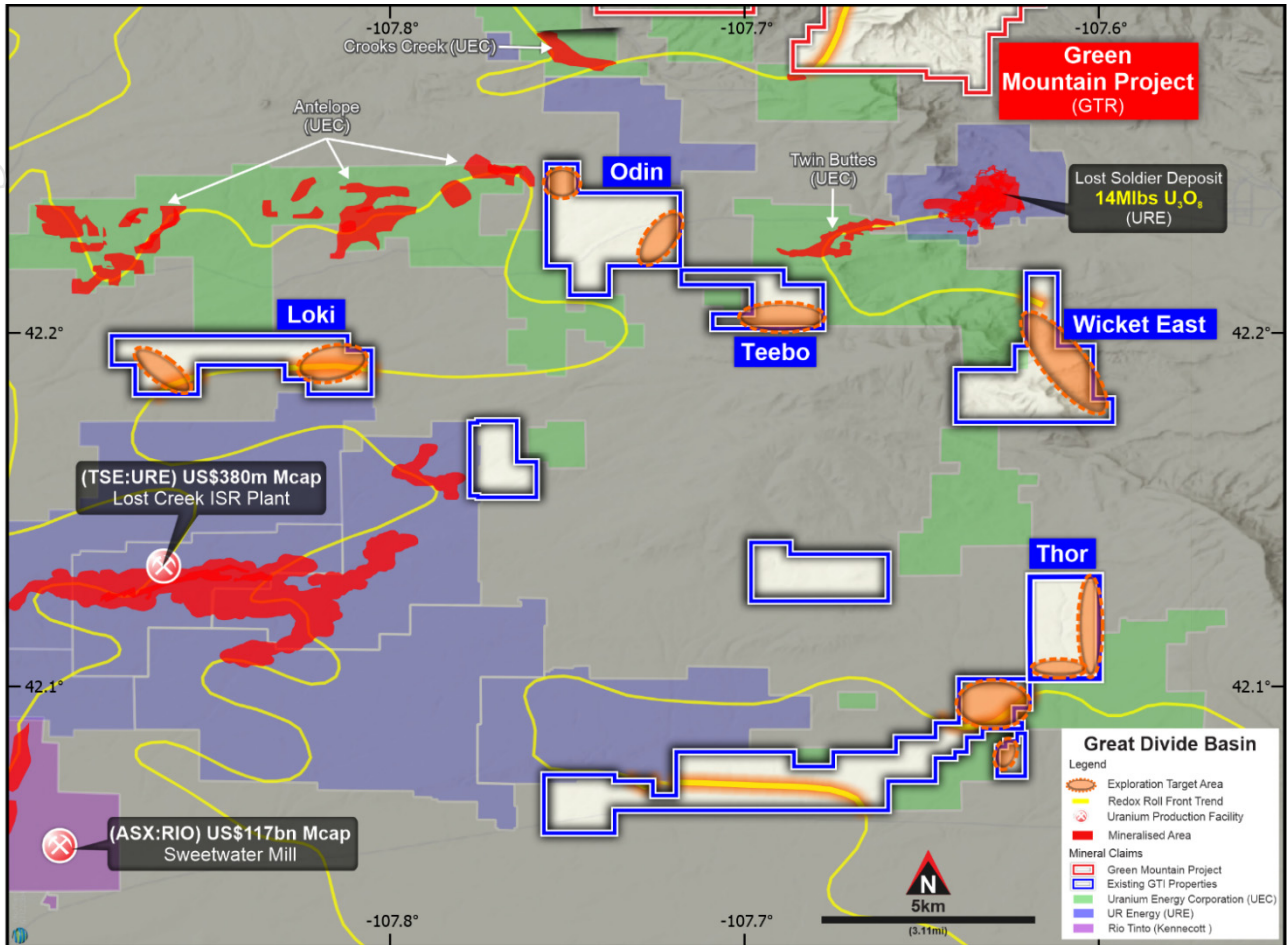 -107.8
-107.7
-107.6
Crooks Creek (UEC)
Green
Mountain Project
(GTR)
Antelope
(UEC)
Odin
Twin Buttes
(UEC)
Lost Soldier Deposit
14Mlbs U₃O₈
(URE)
Loki
42.2°
42.2°
Wicket East
Teebo
(TSE:URE) US$380m Mcap
Lost Creek ISR Plant
Thor
42.1°
42.1°
(ASX:RIO) US$117bn Mcap
Sweetwater Mill
Great Divide Basin
Legend
Exploration Target Area
Redox Roll Front Trend
Uranium Production Facility
Mineralised Area
Mineral Claims
Green Mountain Project
Existing GTI Properties
Uranium Energy Corporation (UEC)
UR Energy (URE)
Rio Tinto (Kennecott )
N
5km
(3.11mi)
-107.8°
-107.7°